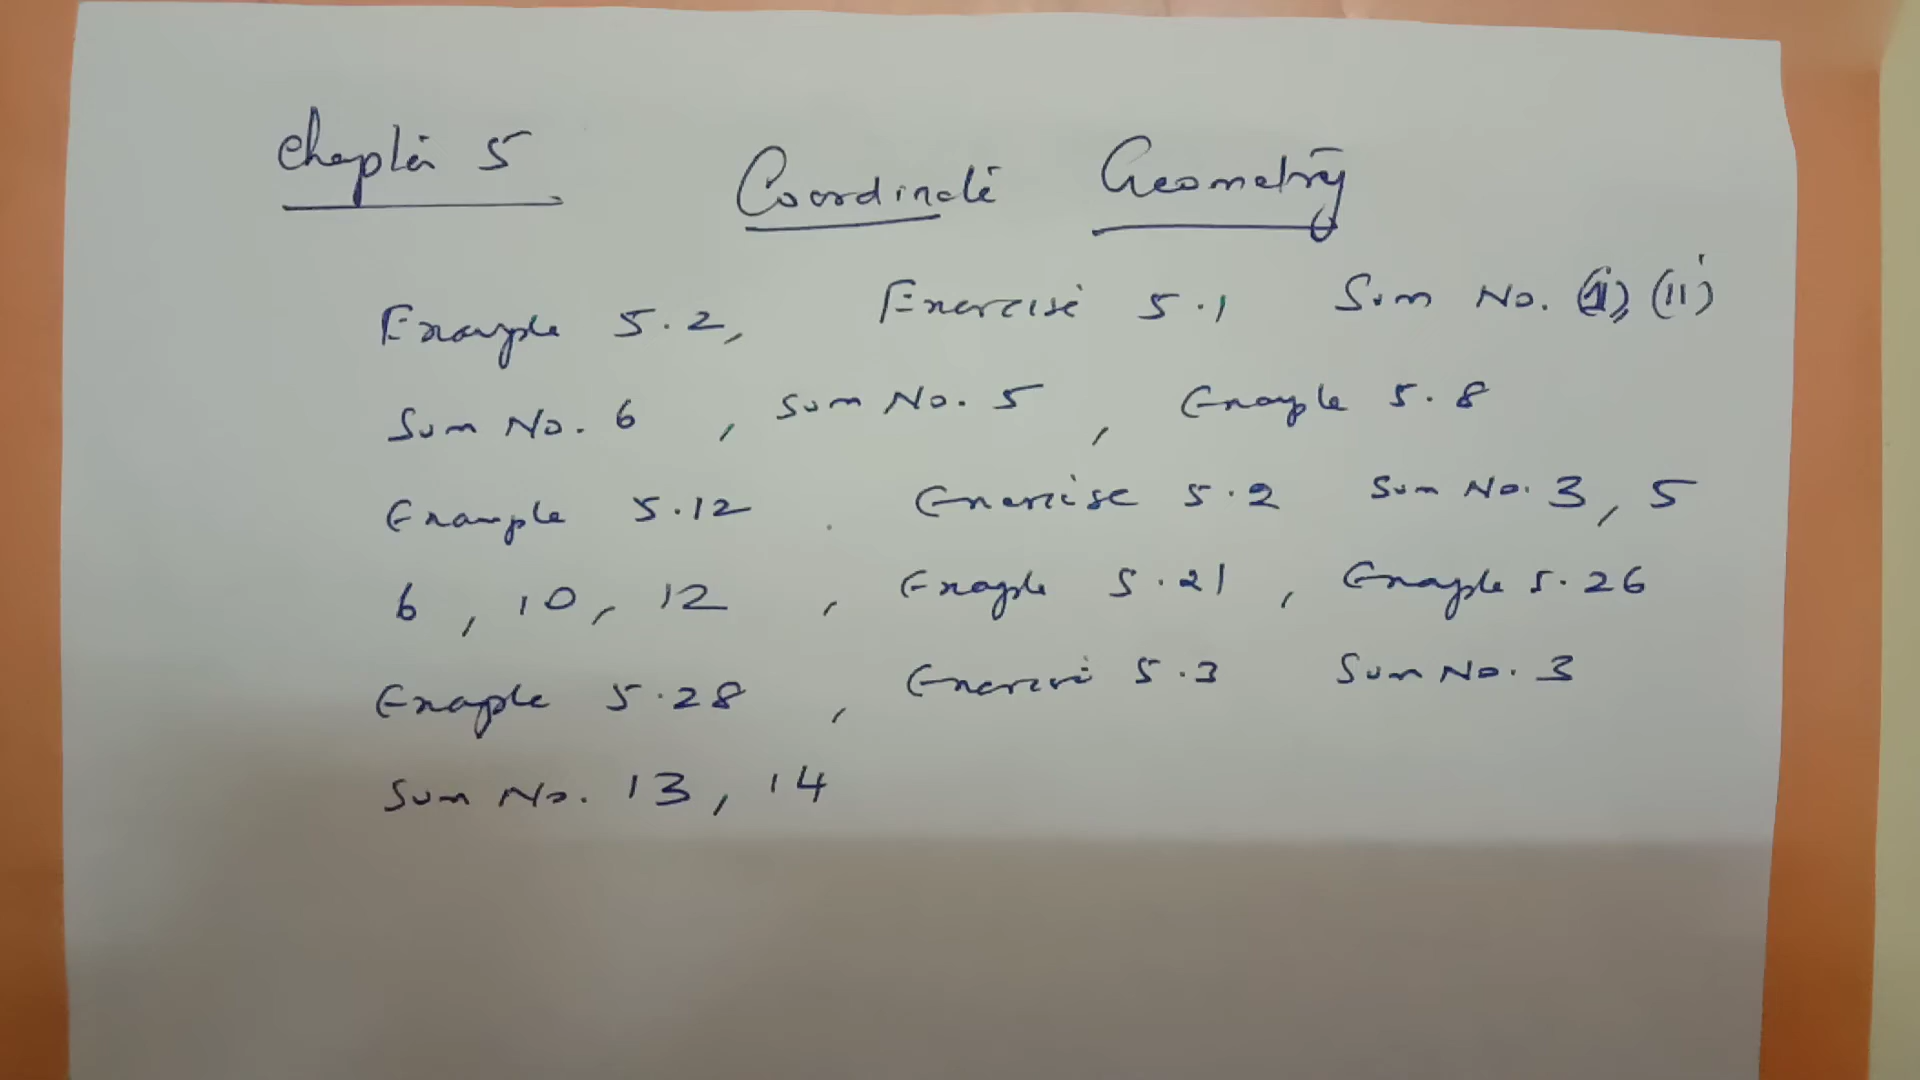 Chapter 5
Coordinate Geometry
Example 5.2, Exercise 5.1 Sum No. (i), (ii)
Sum No. 6, Sum No. 5, Example 5.8
Example 5.12. Exercise 5.2 Sum No. 3, 5
6, 10, 12, Example 5.21, Example 5.26
Example 5.28, Exercise 5.3 Sum No. 3
Sum No. 13, 14